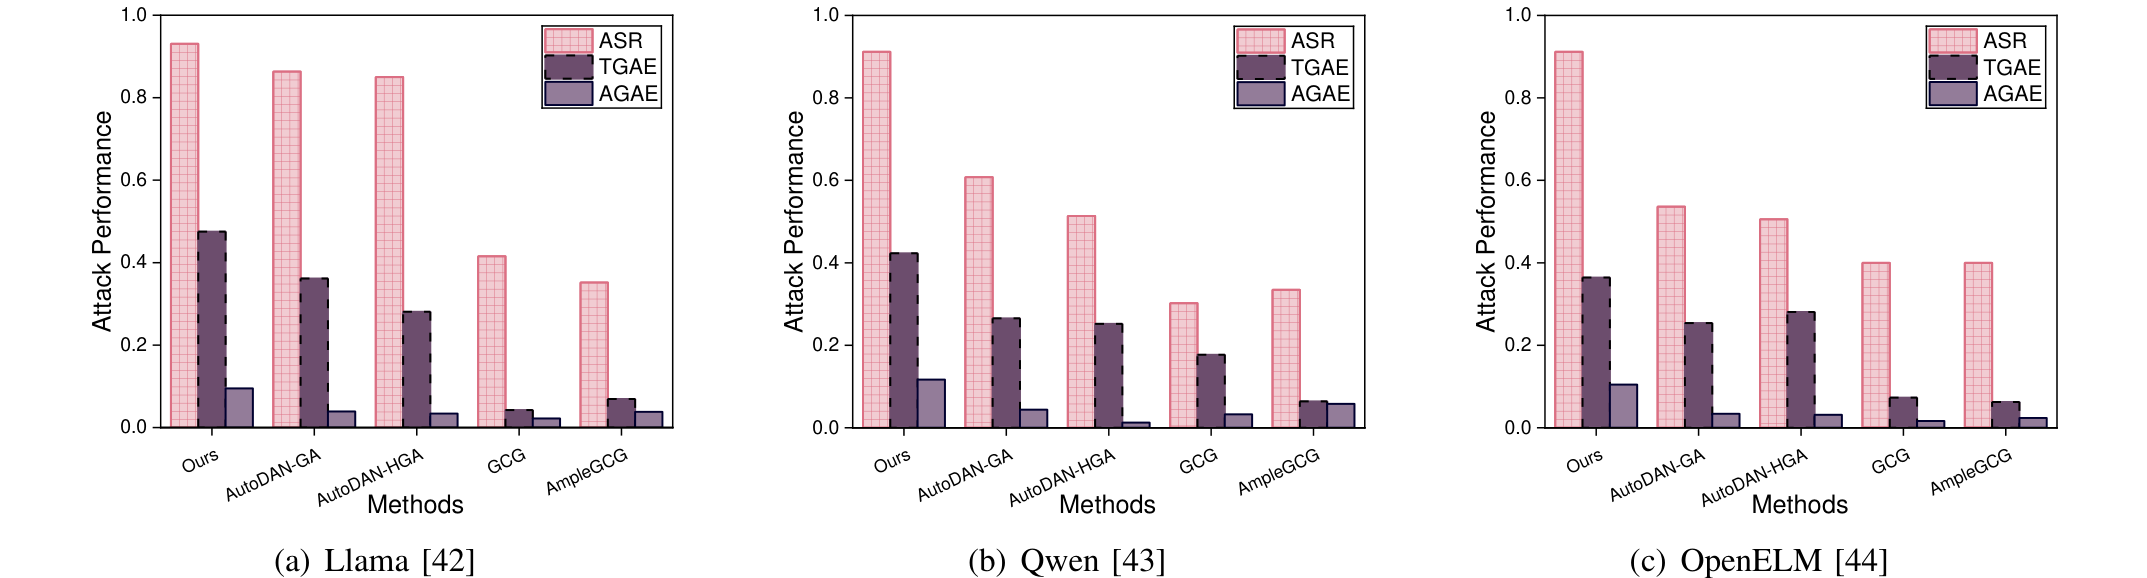 1.0
0.8
0.6
0.4
0.2
0.0
Attack Performance
ASR
TGAE
AGAE
Ours
AutoDAN-GA
AutoDAN-HGA
GCG
AmpleGCG
Methods
(a) Llama [42]
1.0
0.8
0.6
0.4
0.2
0.0
Attack Performance
ASR
TGAE
AGAE
Ours
AutoDAN-GA
AutoDAN-HGA
GCG
AmpleGCG
Methods
(b) Qwen [43]
1.0
0.8
0.6
0.4
0.2
0.0
Attack Performance
ASR
TGAE
AGAE
Ours
AutoDAN-GA
AutoDAN-HGA
GCG
AmpleGCG
Methods
(c) OpenELM [44]